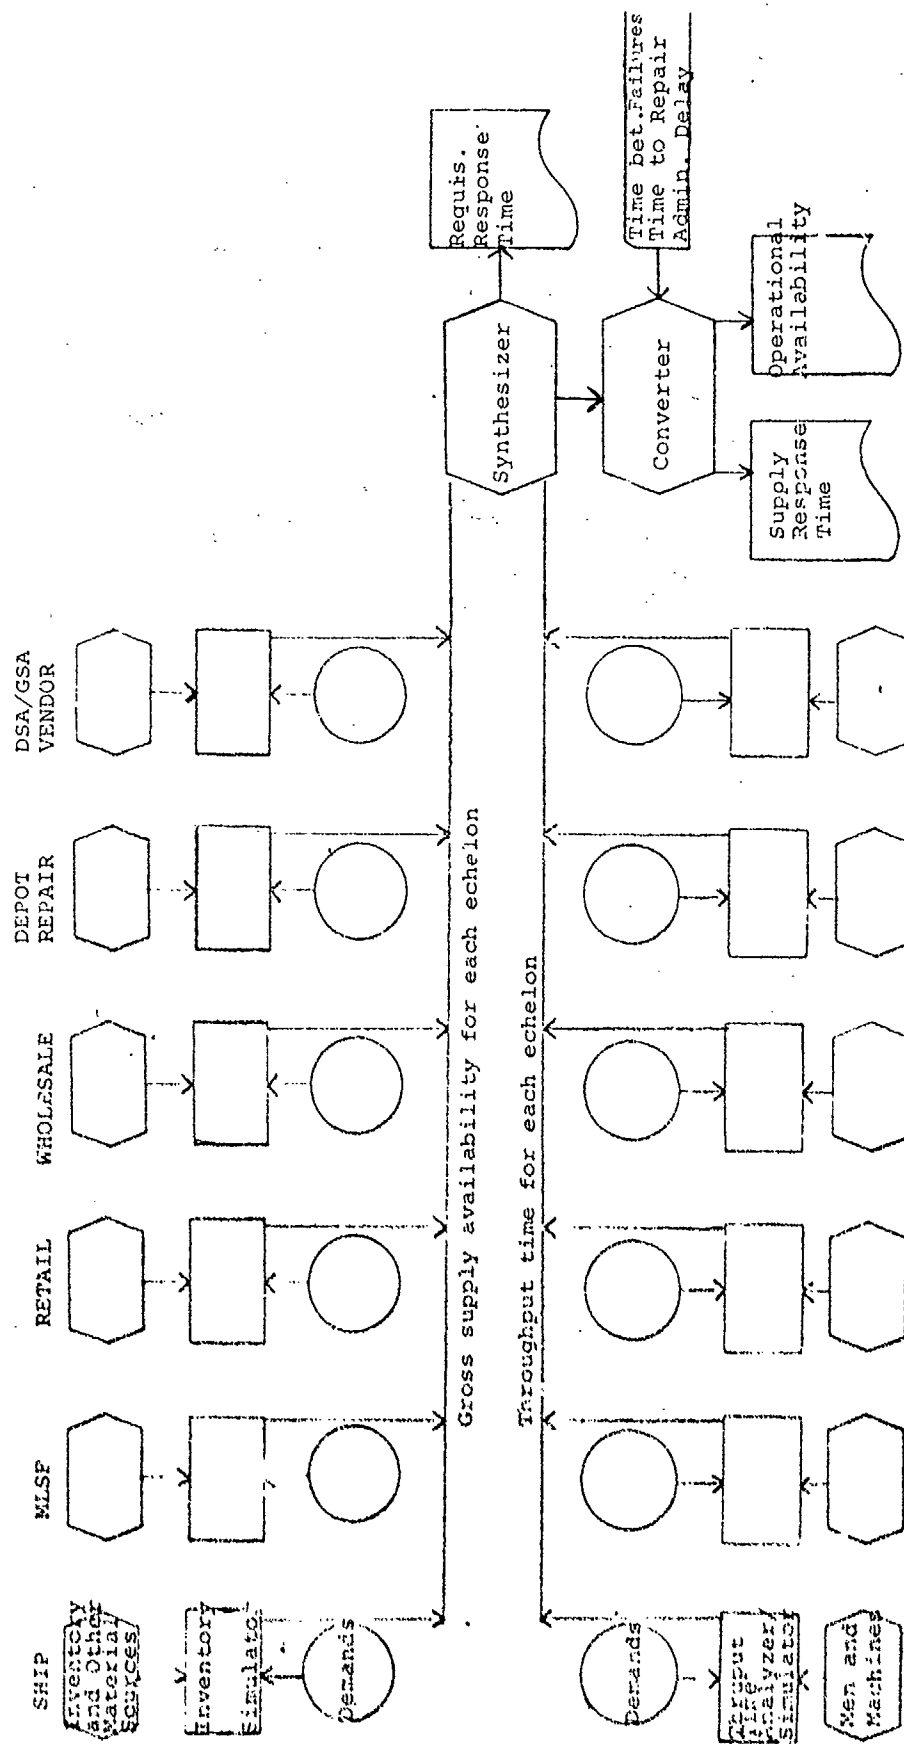 SHIP
MLSF
RETAIL
WHOLESALE
DEPOT
REPAIR
DSA/GSA
VENDOR
Inventory
and Other
Material
Sources
Inventory
Simulator
Demands
Gross supply availability for each echelon
Throughput time for each echelon
Demands
Thruput
Time
Analyzer/
Simulator
Men and
Machines
Synthesizer
Requis.
Response
Time
Converter
Time bet.Failures
Time to Repair
Admin. Delay
Supply
Response
Time
Operational
Availability